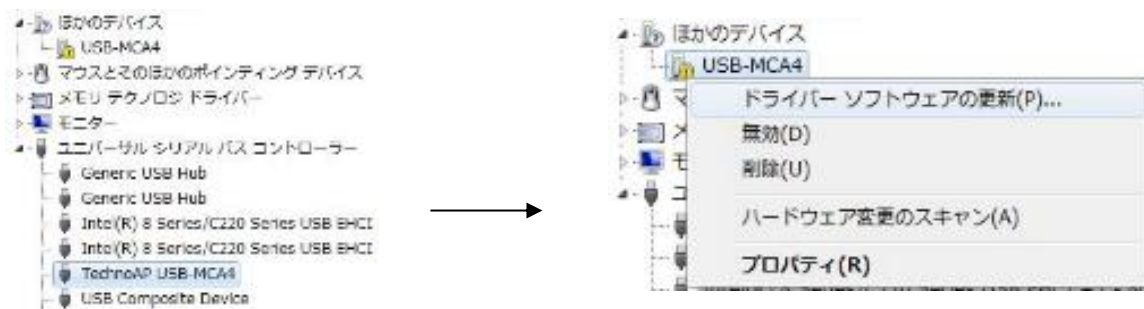 ほかのデバイス
USB-MCA4
マウスとそのほかのポインティング デバイス
メモリ テクノロジ ドライバー
モニター
ユニバーサル シリアル バス コントローラー
Generic USB Hub
Generic USB Hub
Intel(R) 8 Series/C220 Series USB EHCI
Intel(R) 8 Series/C220 Series USB EHCI
TechnoAP USB-MCA4
USB Composite Device
ほかのデバイス
USB-MCA4
ドライバー ソフトウェアの更新(P)...
無効(D)
削除(U)
ハードウェア変更のスキャン(A)
プロパティ(R)
マ
メ
モ
ユ